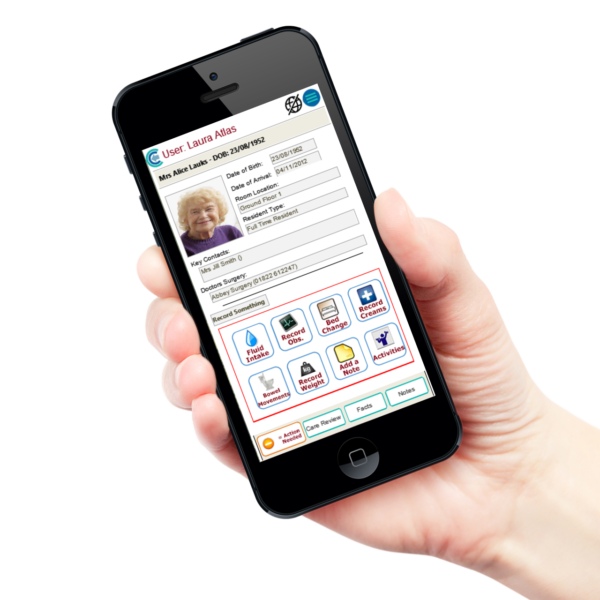 User: Laura Atlas
Mrs Alice Lauks - DOB: 23/08/1952
Date of Birth: 23/08/1952
Date of Arrival: 04/11/2012
Room Location:
Ground Floor 1
Resident Type:
Full Time Resident
Key Contacts:
Mrs Jill Smith ()
Doctors Surgery:
Abbey Surgery (01822 612247)
Record Something
Fluid
Intake
Record
Obs.
Bed
Change
Record
Creams
Bowel
Movements
kg
Record
Weight
Add a
Note
Activities
= Action
Needed
Care Review
Facts
Notes